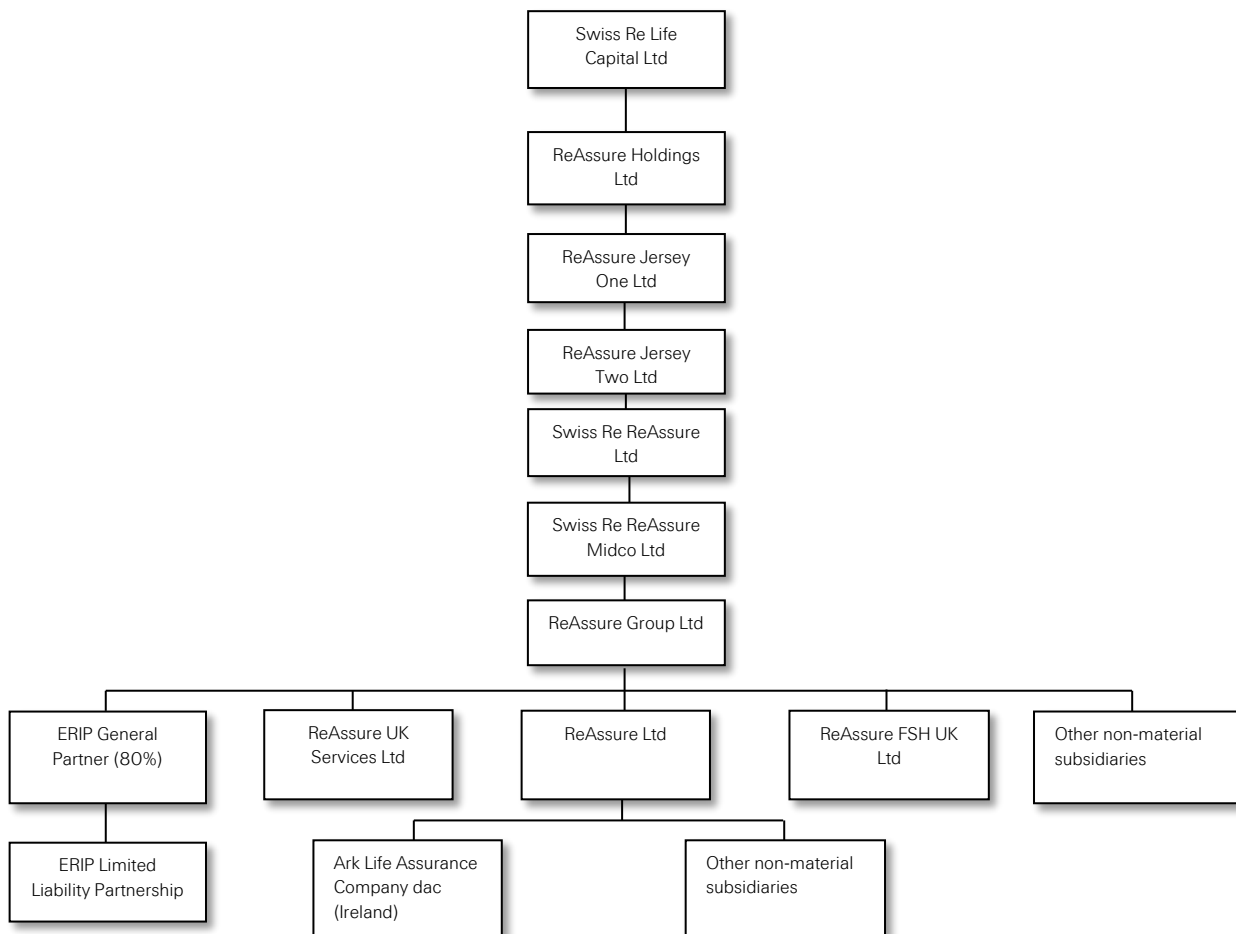 Swiss Re Life
Capital Ltd
ReAssure Holdings
Ltd
ReAssure Jersey
One Ltd
ReAssure Jersey
Two Ltd
Swiss Re ReAssure
Ltd
Swiss Re ReAssure
Midco Ltd
ReAssure Group Ltd
ERIP General
Partner (80%)
ReAssure UK
Services Ltd
ReAssure Ltd
ReAssure FSH UK
Ltd
Other non-material
subsidiaries
ERIP Limited
Liability Partnership
Ark Life Assurance
Company dac
(Ireland)
Other non-material
subsidiaries